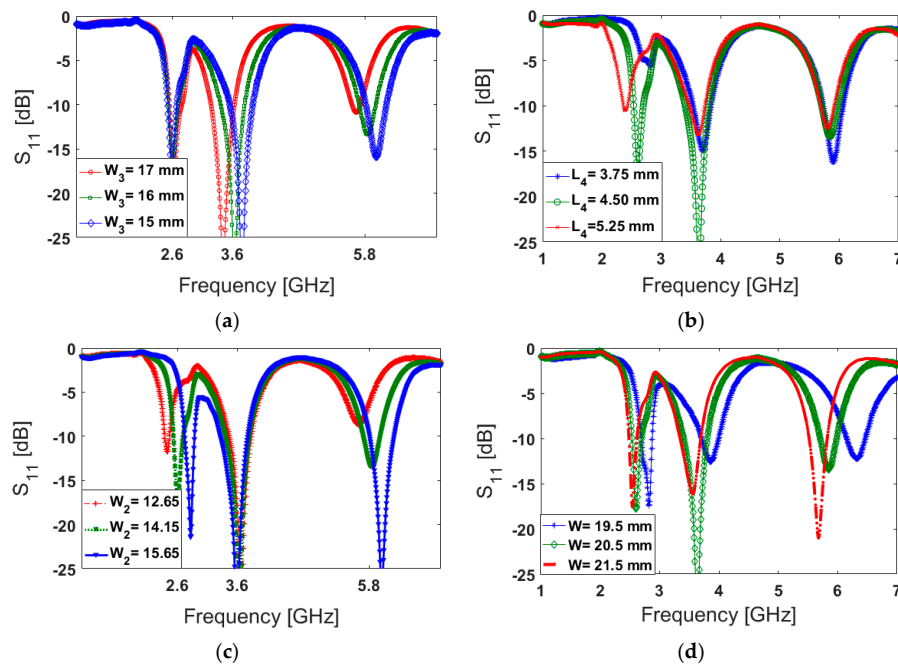 0
-5
-10
-15
-20
-25
S11 [dB]
W3 = 17 mm
W3 = 16 mm
W3 = 15 mm
2.6 3.6 5.8
Frequency [GHz]
(a)
0
-5
-10
-15
-20
-25
S11 [dB]
L4= 3.75 mm
L4= 4.50 mm
L4=5.25 mm
1 2 3 4 5 6 7
Frequency [GHz]
(b)
0
-5
-10
-15
-20
-25
S11 [dB]
W2 = 12.65
W2 = 14.15
W2 = 15.65
2.6 3.6 5.8
Frequency [GHz]
(c)
0
-5
-10
-15
-20
-25
S11 [dB]
W= 19.5 mm
W= 20.5 mm
W= 21.5 mm
1 2 3 4 5 6 7
Frequency [GHz]
(d)